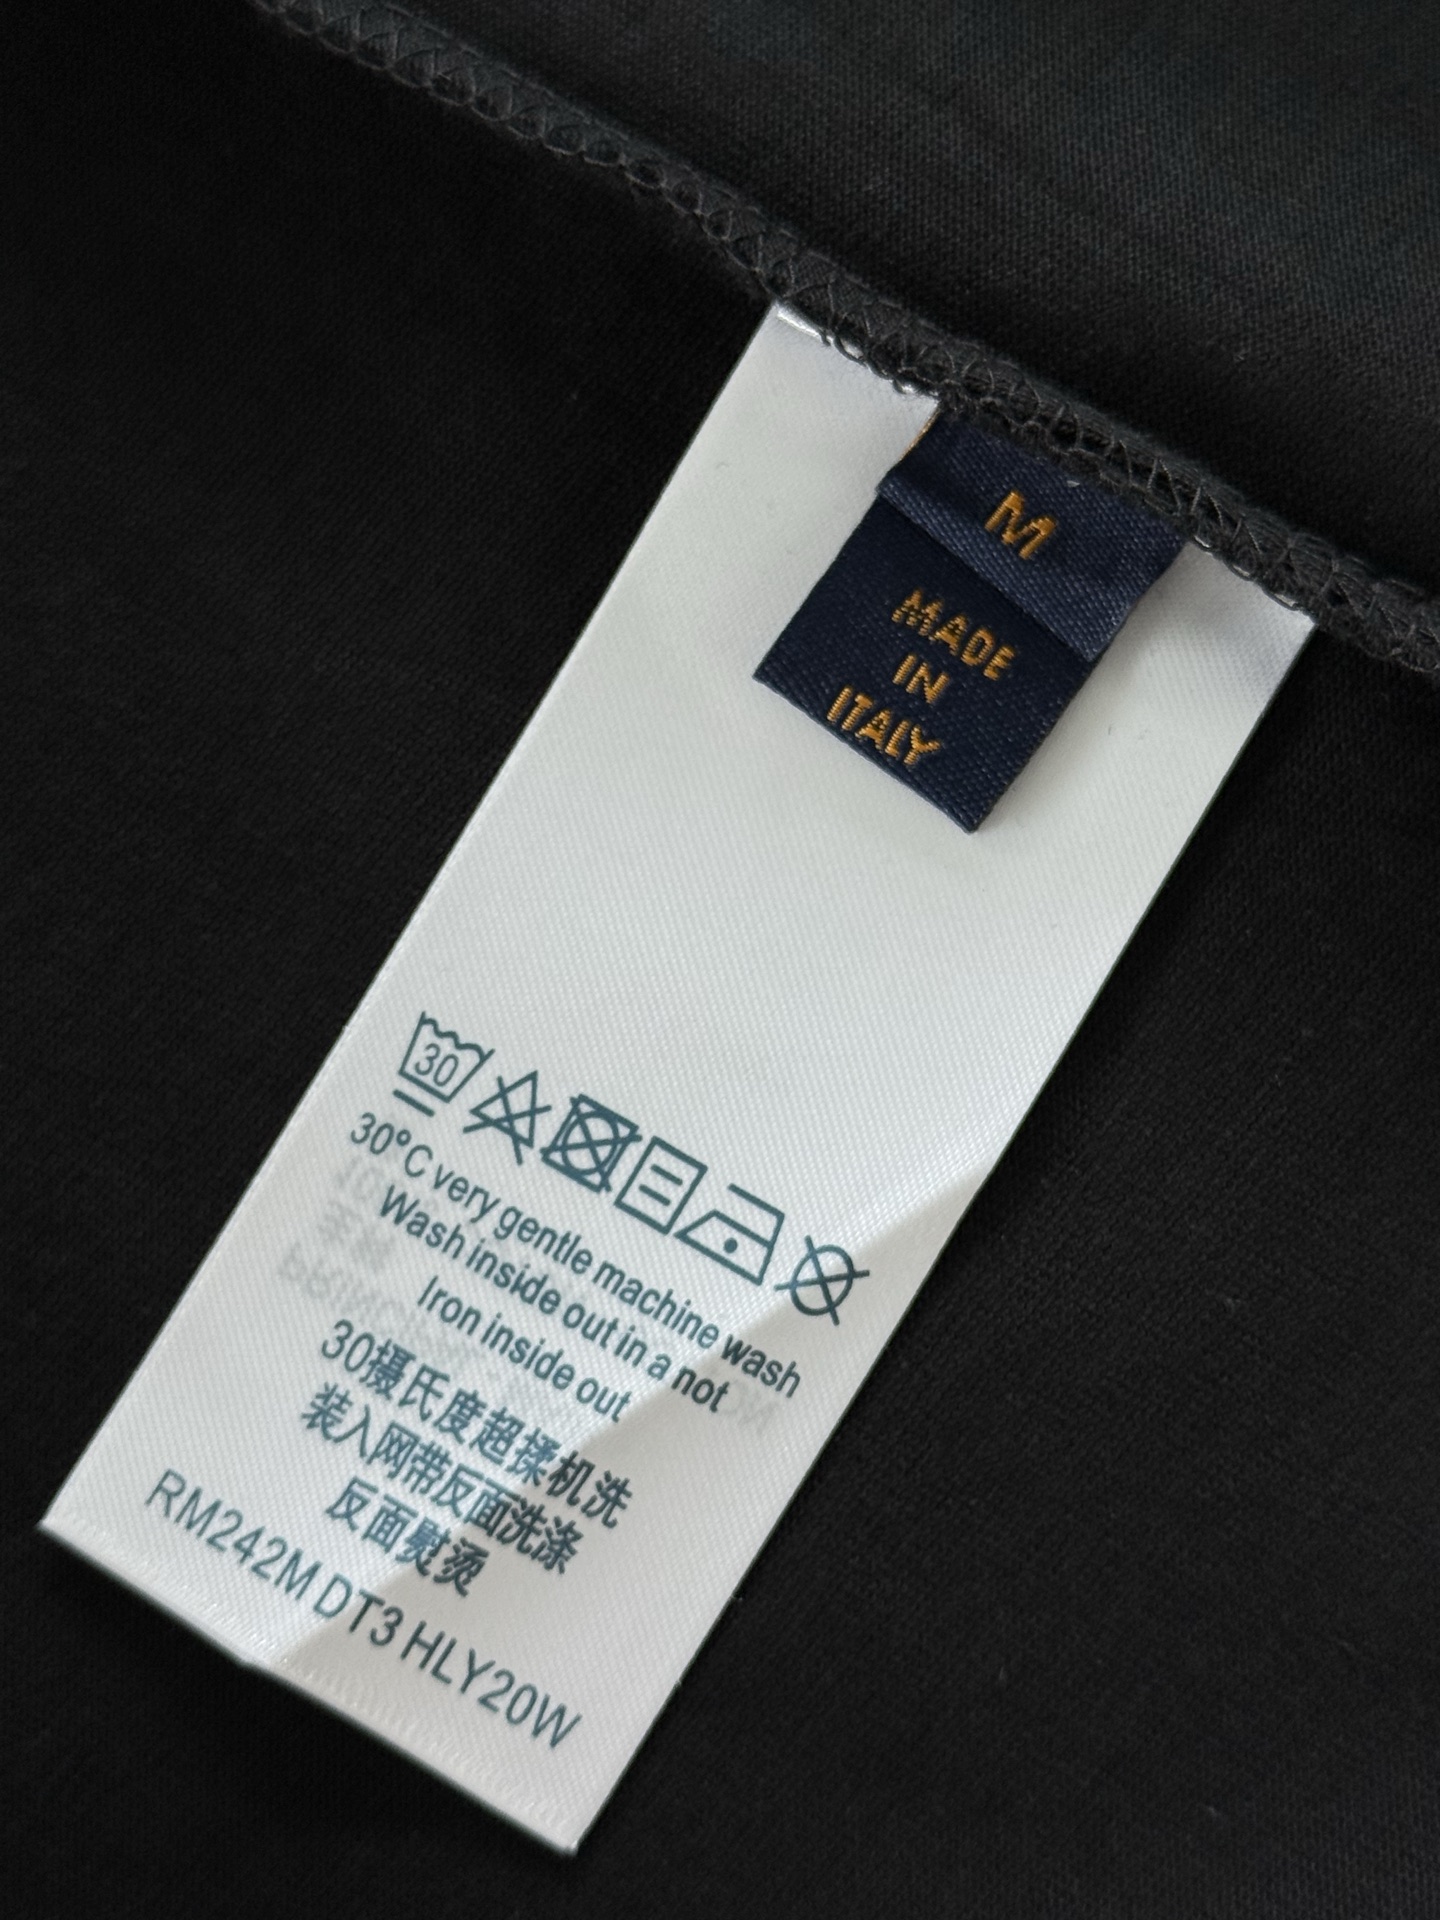 M
MADE
IN
ITALY
30
30°C very gentle machine wash
Wash inside out in a not
Iron inside out
30摄氏度超揉机洗
装入网带反面洗涤
反面熨烫
RM242M DT3 HLY20W